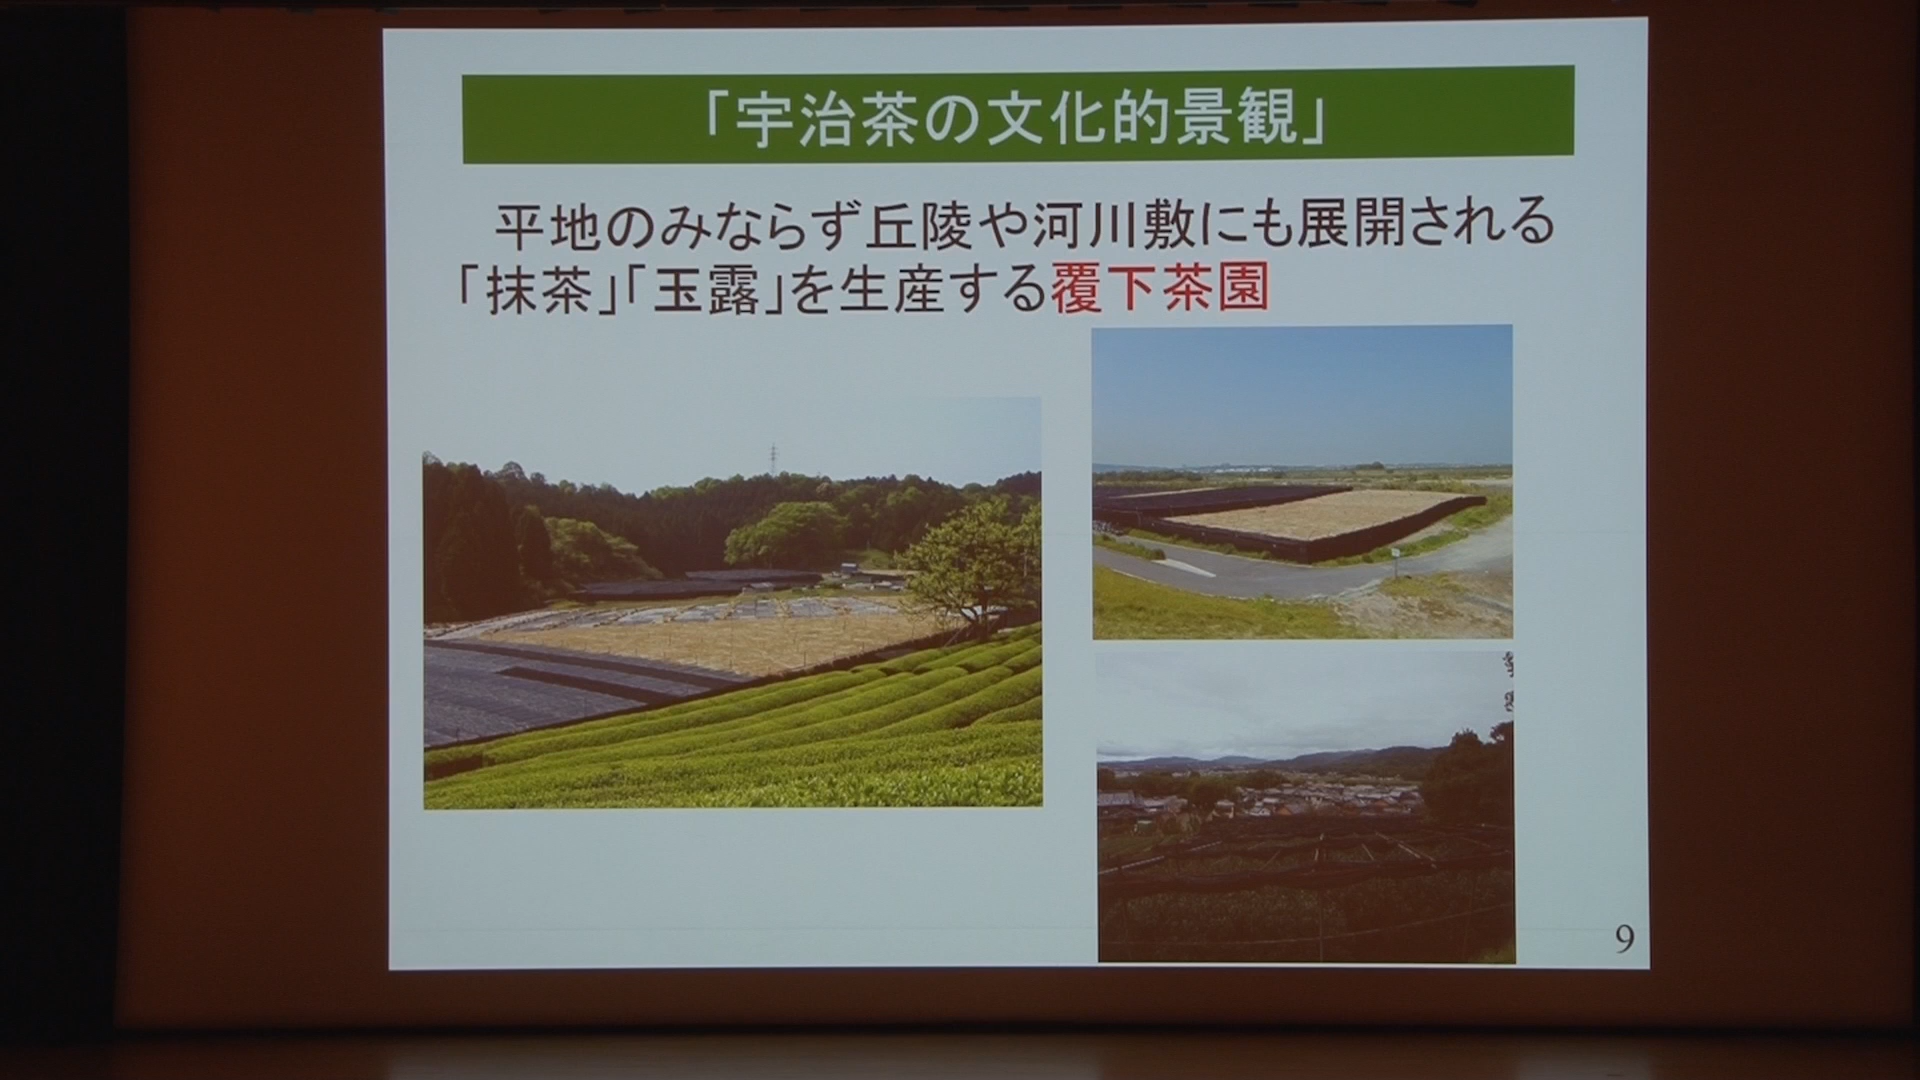 「宇治茶の文化的景観」
平地のみならず丘陵や河川敷にも展開される
「抹茶」「玉露」を生産する覆下茶園
9